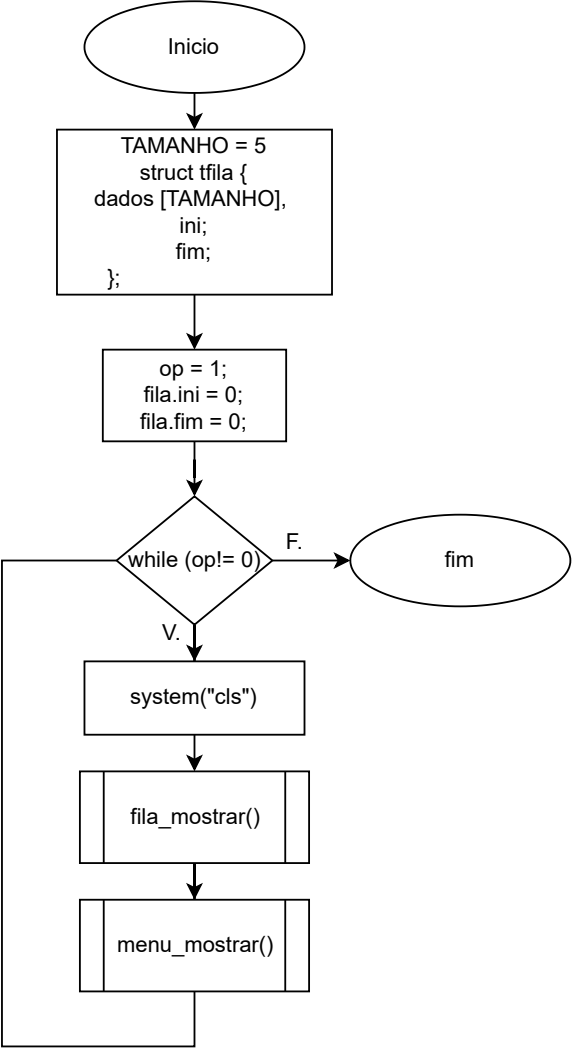 Inicio
TAMANHO = 5
struct tfila {
dados [TAMANHO],
ini;
fim;
};
op = 1;
fila.ini = 0;
fila.fim = 0;
while (op!= 0)
F.
fim
V.
system("cls")
fila_mostrar()
menu_mostrar()